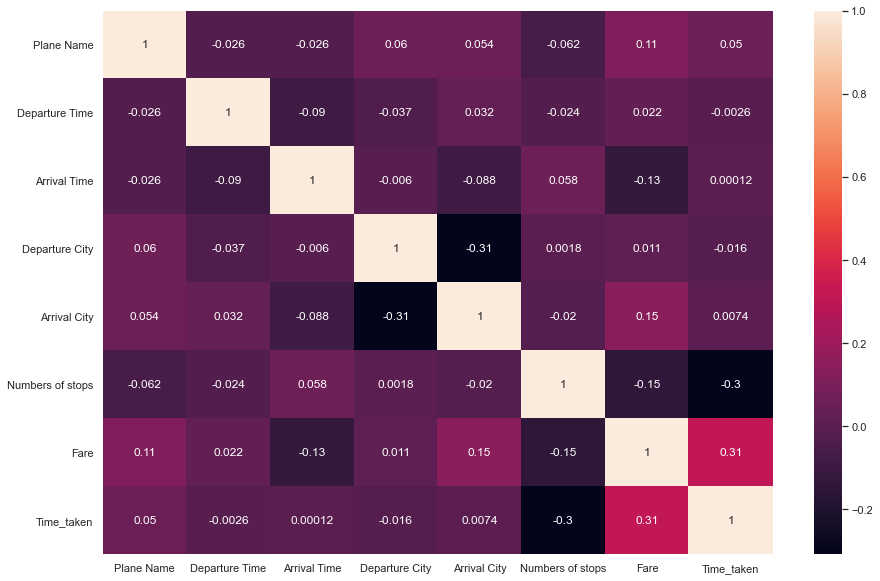 Plane Name 1 -0.026 -0.026 0.06 0.054 -0.062 0.11 0.05
Departure Time -0.026 1 -0.09 -0.037 0.032 -0.024 0.022 -0.0026
Arrival Time -0.026 -0.09 1 -0.006 -0.088 0.058 -0.13 0.00012
Departure City 0.06 -0.037 -0.006 1 -0.31 0.0018 0.011 -0.016
Arrival City 0.054 0.032 -0.088 -0.31 1 -0.02 0.15 0.0074
Numbers of stops -0.062 -0.024 0.058 0.0018 -0.02 1 -0.15 -0.3
Fare 0.11 0.022 -0.13 0.011 0.15 -0.15 1 0.31
Time_taken 0.05 -0.0026 0.00012 -0.016 0.0074 -0.3 0.31 1
Plane Name Departure Time Arrival Time Departure City Arrival City Numbers of stops Fare Time_taken
1.0
0.8
0.6
0.4
0.2
0.0
−0.2